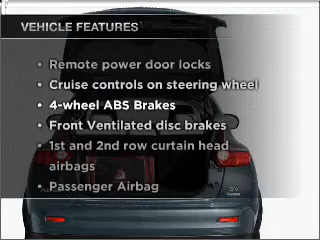 VEHICLE FEATURES
• Remote power door locks
• Cruise controls on steering wheel
• 4-wheel ABS Brakes
• Front Ventilated disc brakes
• 1st and 2nd row curtain head
airbags
• Passenger Airbag